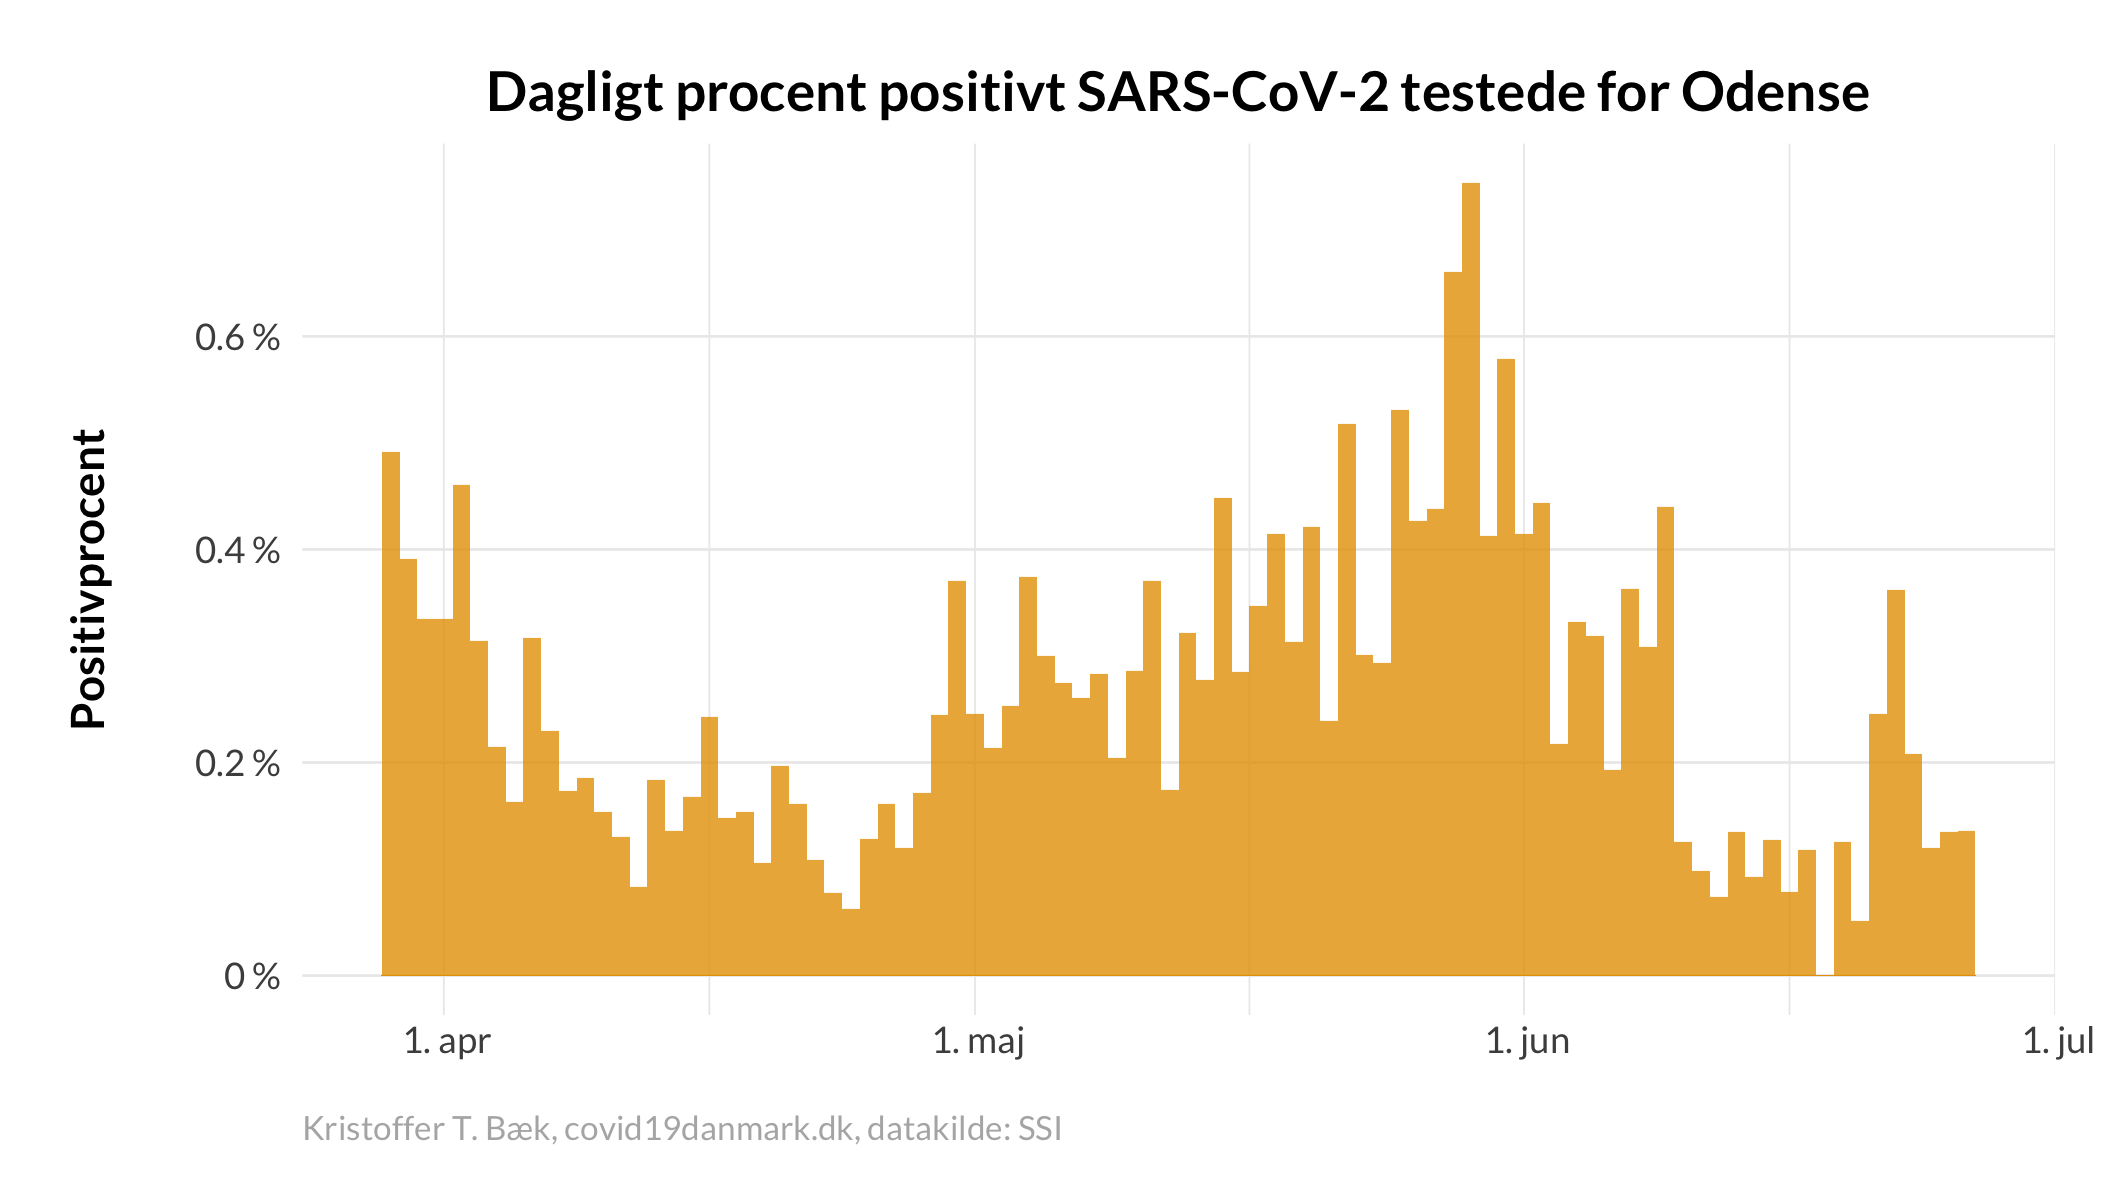 Dagligt procent positivt SARS-CoV-2 testede for Odense
Positivprocent
0.6 %
0.4 %
0.2 %
0 %
1. apr
1. maj
1. jun
1. jul
Kristoffer T. Bæk, covid19danmark.dk, datakilde: SSI